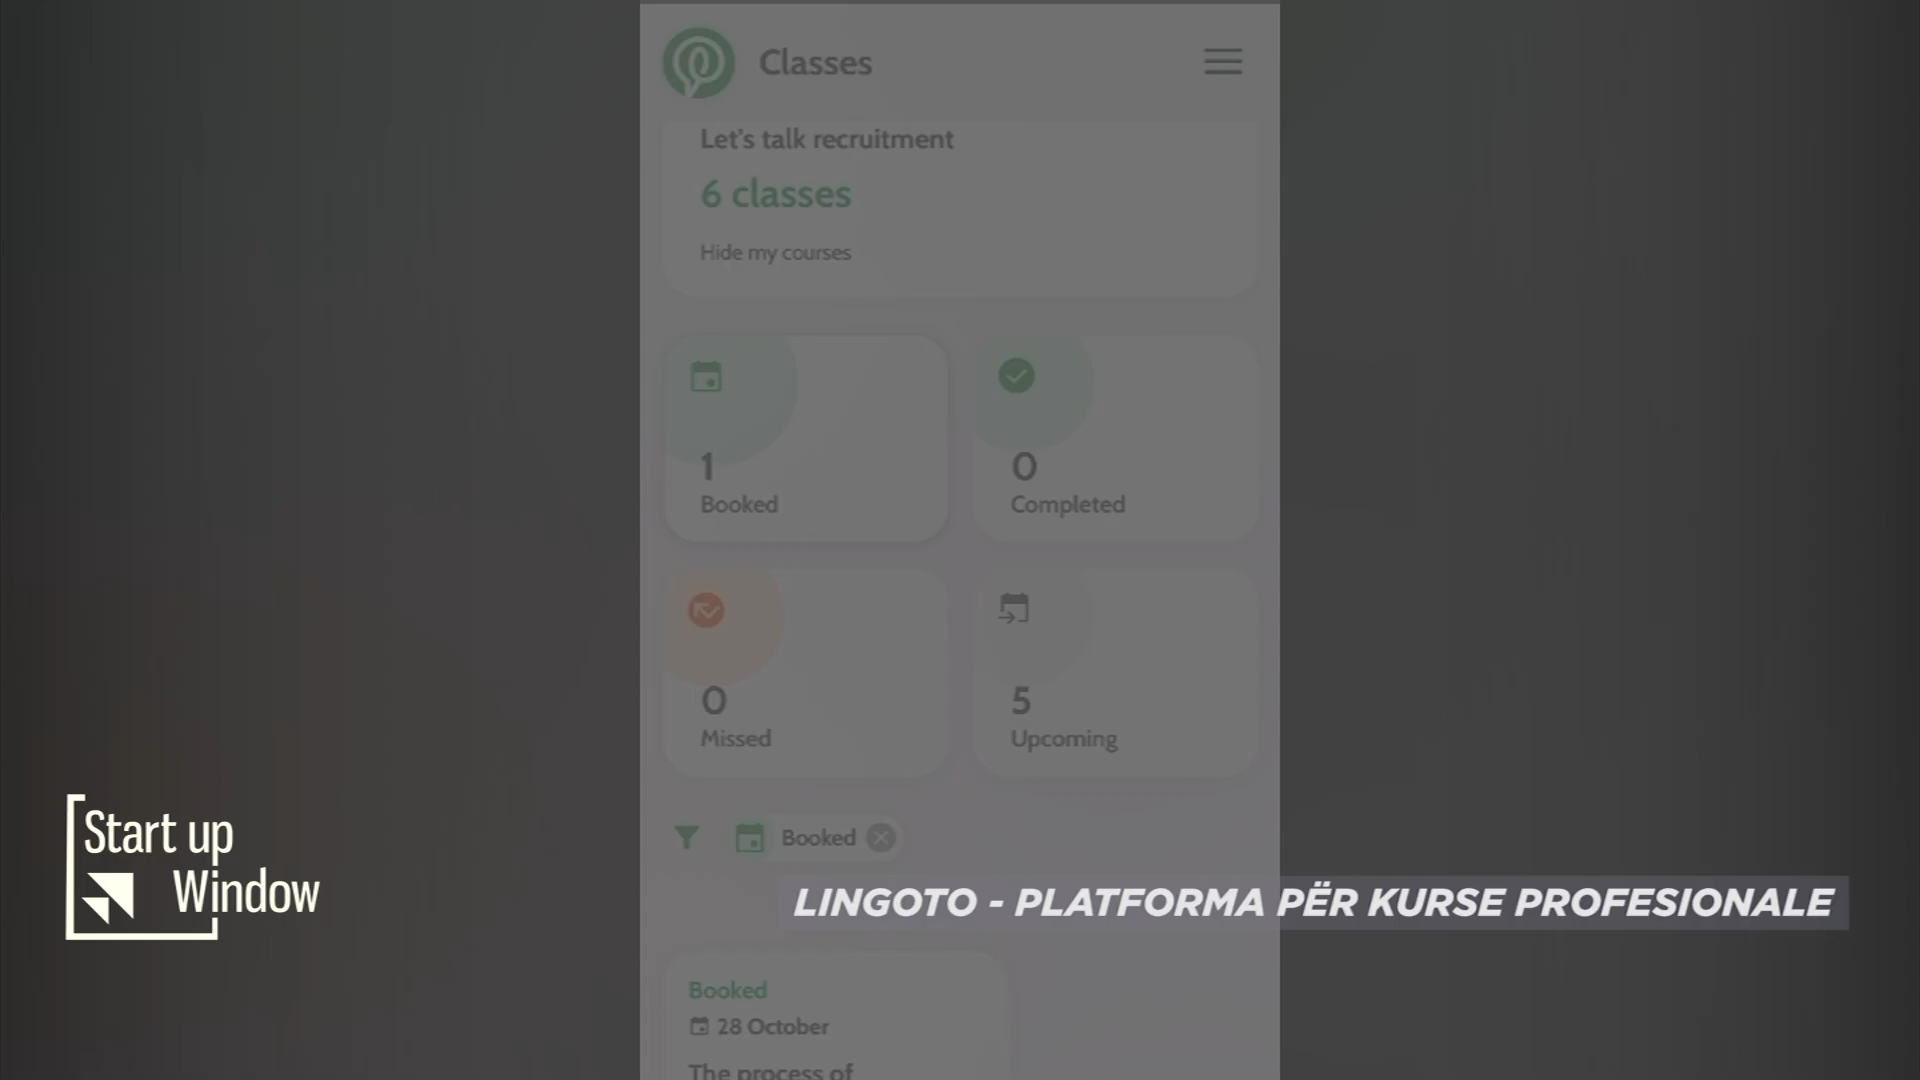 Classes
Let's talk recruitment
6 classes
Hide my courses
1
Booked
0
Completed
0
Missed
5
Upcoming
Booked
Start up
Window
LINGOTO - PLATFORMA PËR KURSE PROFESIONALE
Booked
28 October
The process of